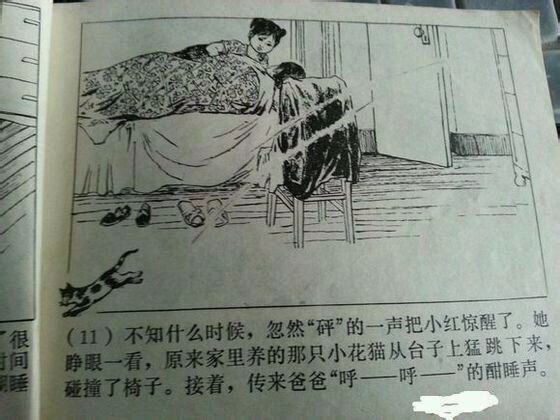 (11) 不知什么时候，忽然“砰”的一声把小红惊醒了。她
睁眼一看，原来家里养的那只小花猫从台子上猛跳下来，
碰撞了椅子。接着，传来爸爸“呼——呼——”的酣睡声。
了很
时间
睡